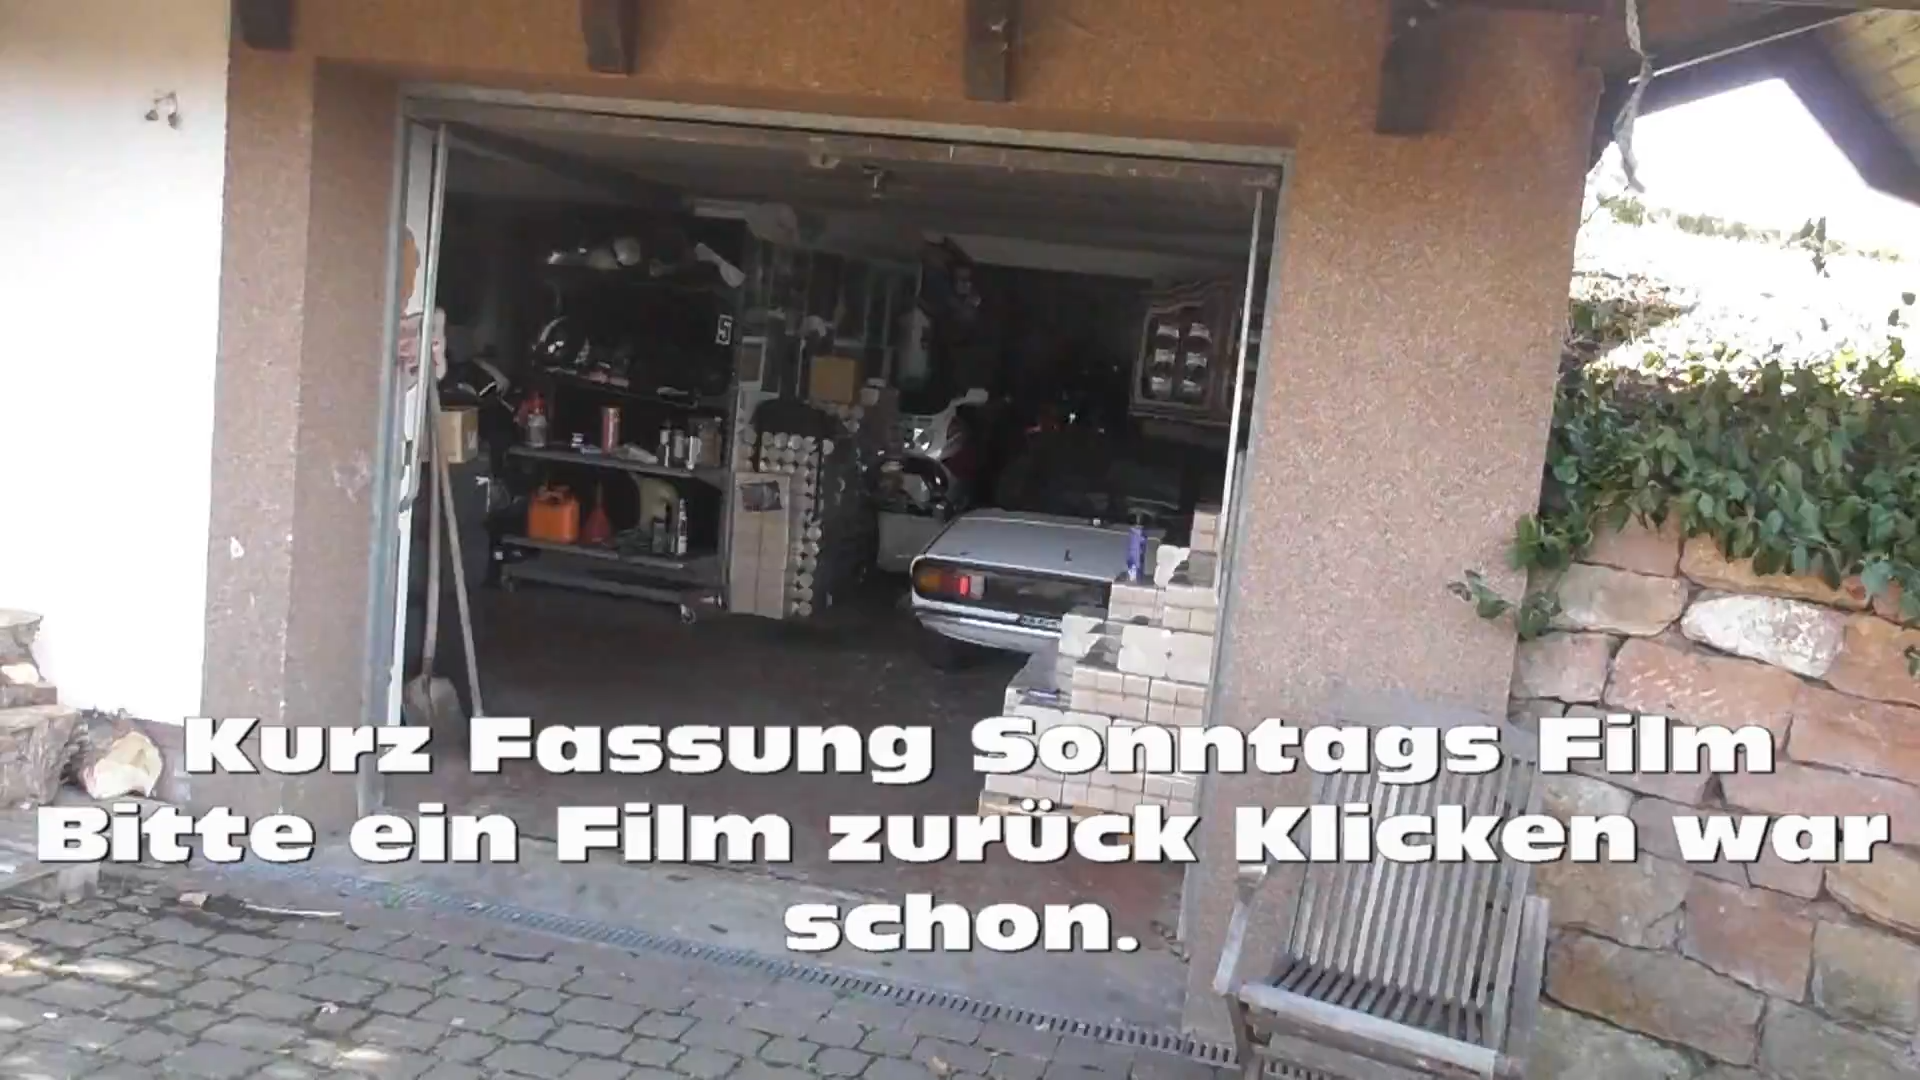 Kurz Fassung Sonntags Film
Bitte ein Film zurück Klicken war
schon.